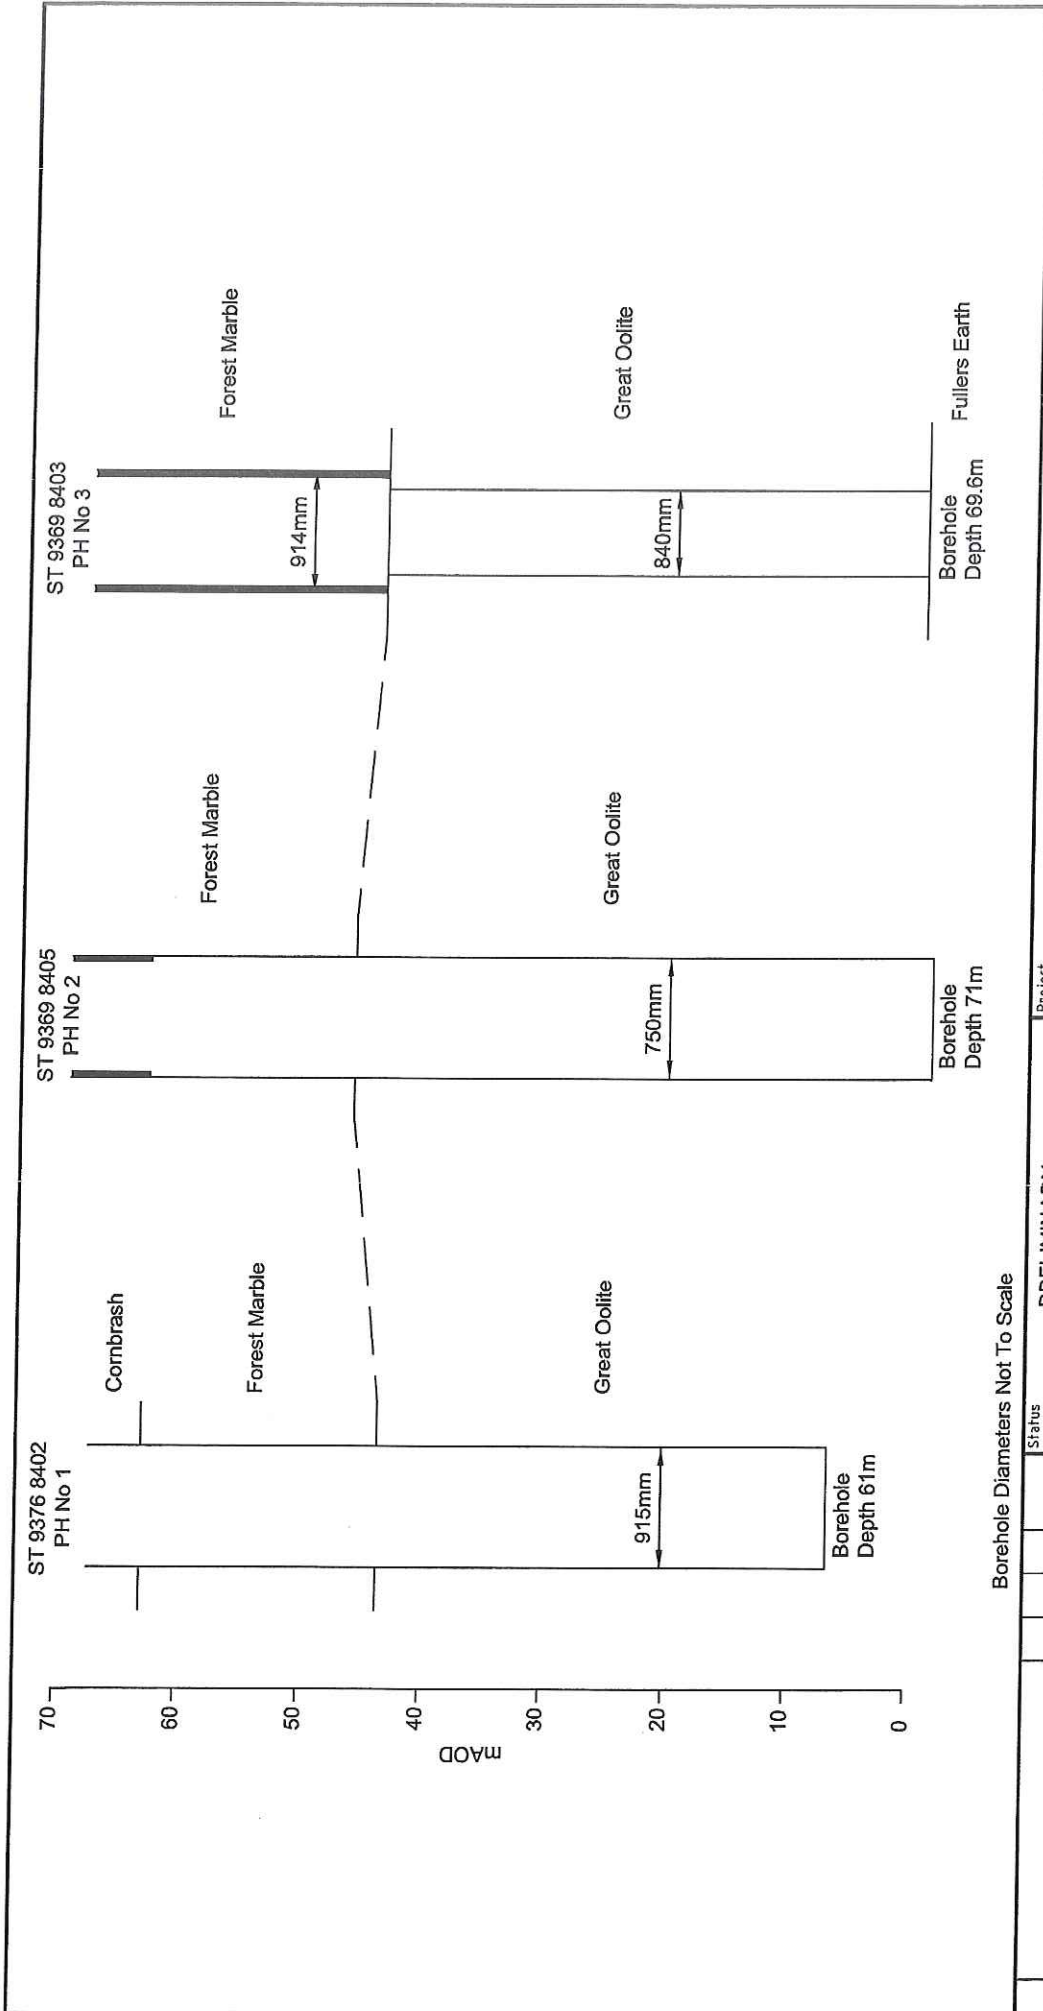 ST 9376 8402
PH No 1
ST 9369 8405
PH No 2
ST 9369 8403
PH No 3
70
60
50
40
30
20
10
0
mAOD
Cornbrash
Forest Marble
Forest Marble
Forest Marble
914mm
Great Oolite
Great Oolite
Great Oolite
915mm
750mm
840mm
Fullers Earth
Borehole
Depth 61m
Borehole
Depth 71m
Borehole
Depth 69.6m
Borehole Diameters Not To Scale
Status
Project